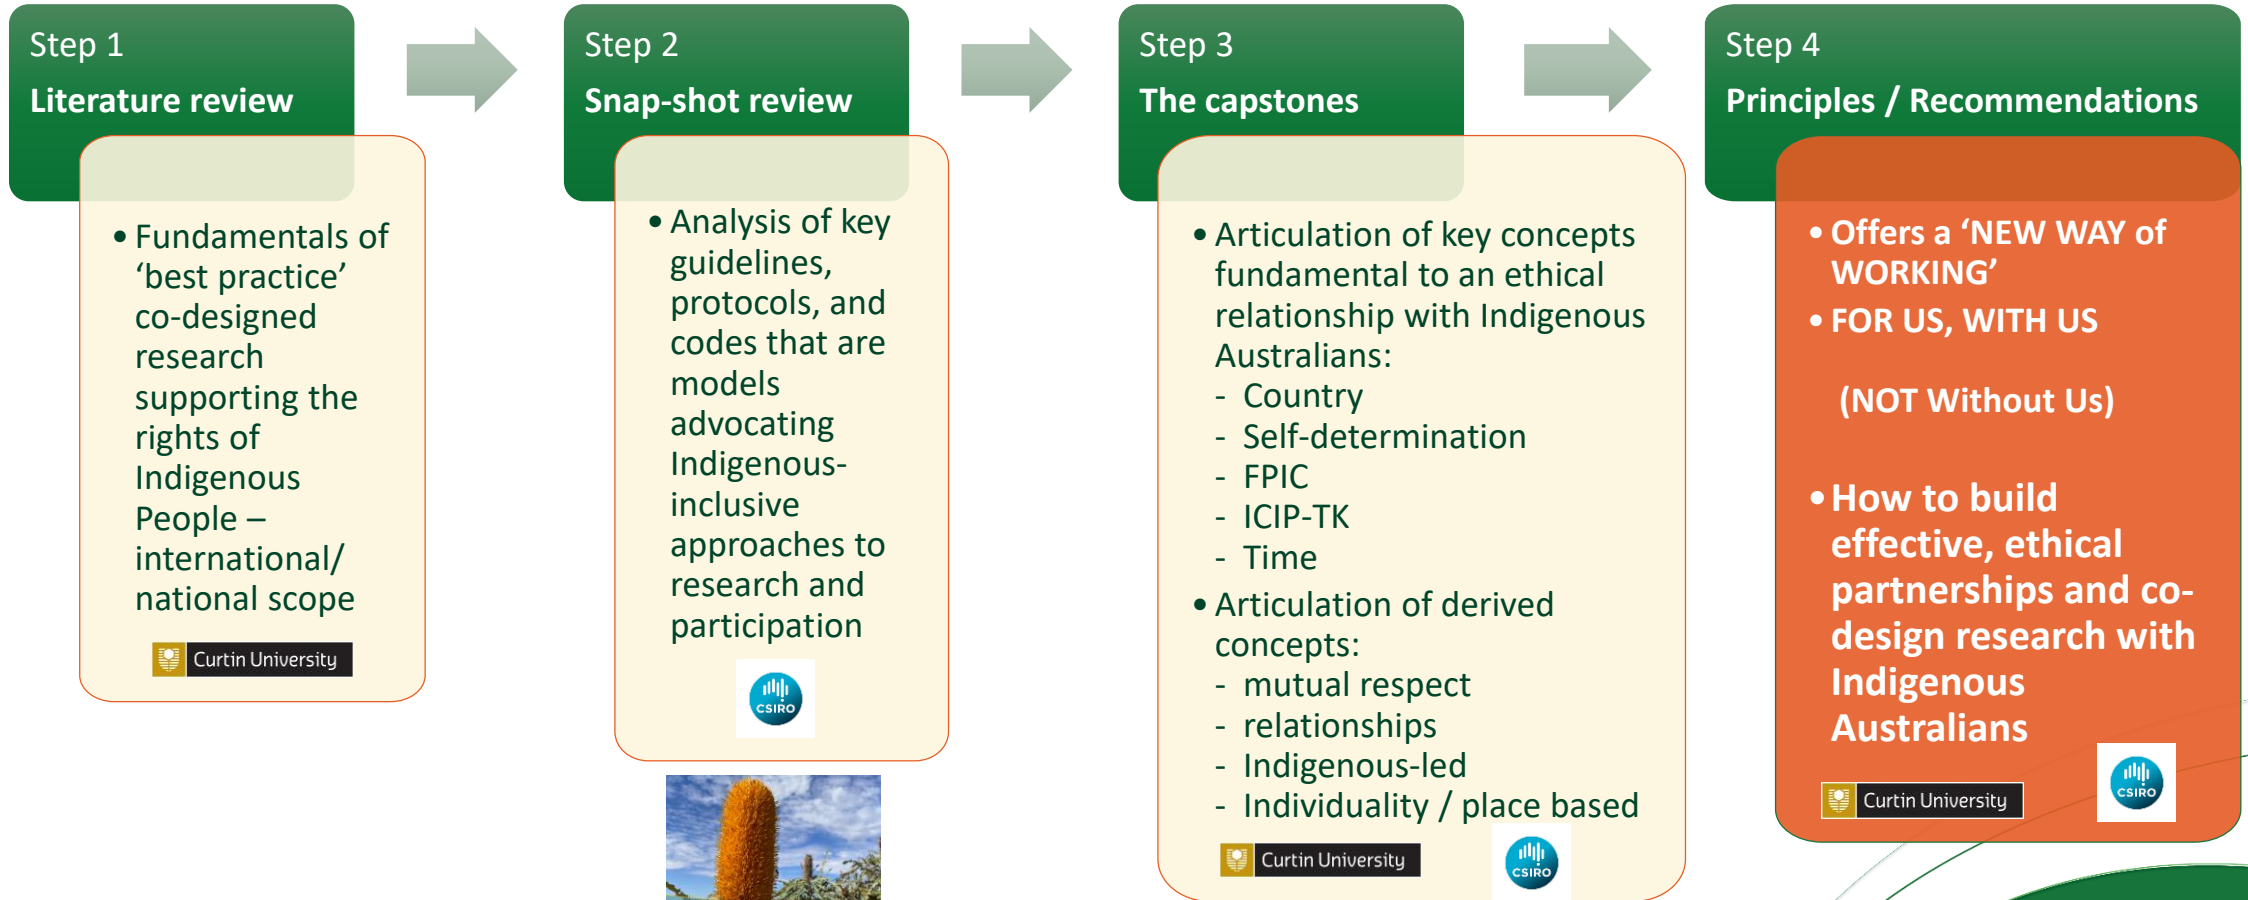 Step 1
Literature review
• Fundamentals of
‘best practice’
co-designed
research
supporting the
rights of
Indigenous
People –
international/
national scope
Curtin University
Step 2
Snap-shot review
• Analysis of key
guidelines,
protocols, and
codes that are
models
advocating
Indigenous-
inclusive
approaches to
research and
participation
CSIRO
Step 3
The capstones
• Articulation of key concepts
fundamental to an ethical
relationship with Indigenous
Australians:
- Country
- Self-determination
- FPIC
- ICIP-TK
- Time
• Articulation of derived
concepts:
- mutual respect
- relationships
- Indigenous-led
- Individuality / place based
Curtin University
CSIRO
Step 4
Principles / Recommendations
• Offers a ‘NEW WAY of
WORKING’
• FOR US, WITH US
(NOT Without Us)
• How to build
effective, ethical
partnerships and co-
design research with
Indigenous
Australians
Curtin University
CSIRO